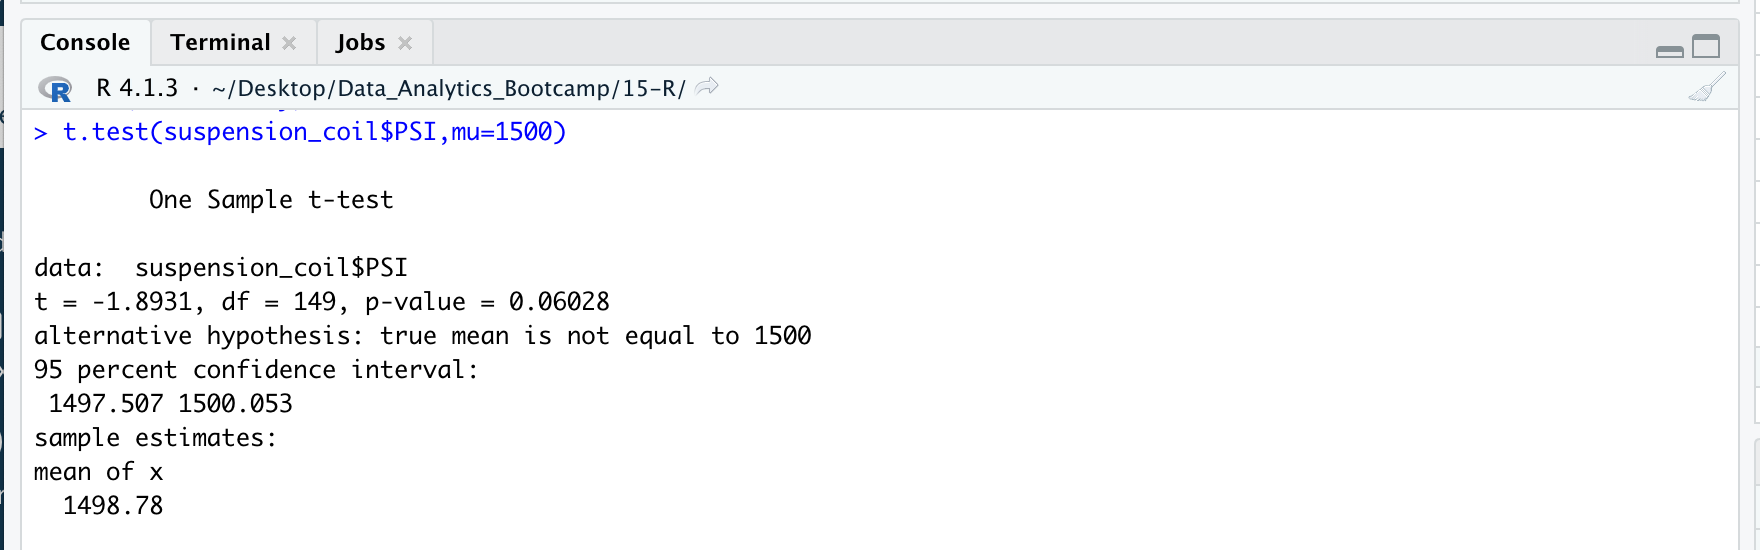 Console Terminal Jobs
R 4.1.3 · ~/Desktop/Data_Analytics_Bootcamp/15-R/
> t.test(suspension_coil$PSI,mu=1500)
One Sample t-test
data:  suspension_coil$PSI
t = -1.8931, df = 149, p-value = 0.06028
alternative hypothesis: true mean is not equal to 1500
95 percent confidence interval:
1497.507 1500.053
sample estimates:
mean of x
1498.78